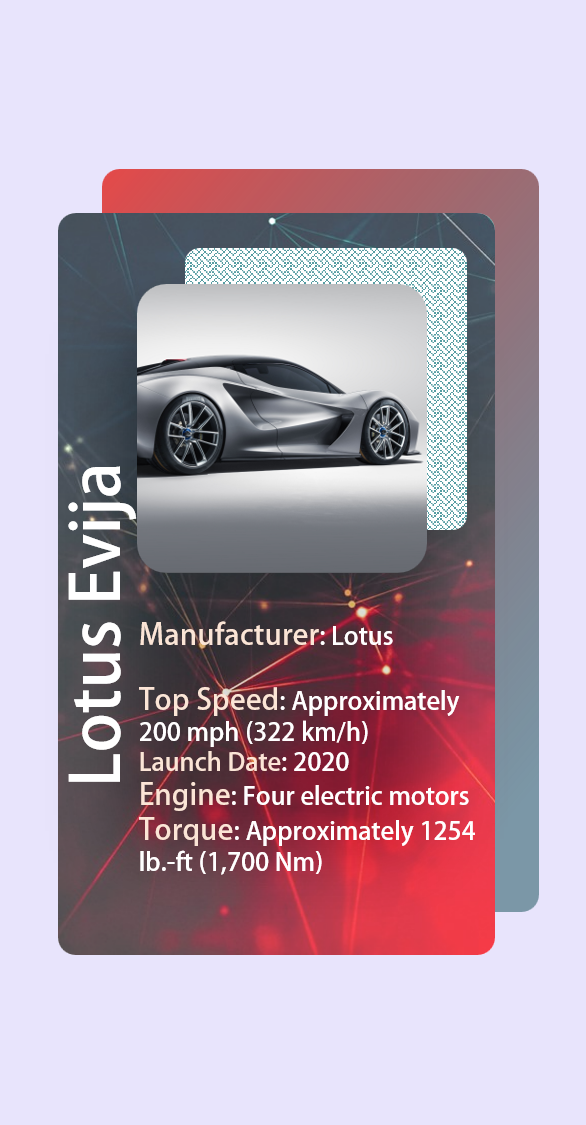 Lotus Evija
Manufacturer: Lotus
Top Speed: Approximately
200 mph (322 km/h)
Launch Date: 2020
Engine: Four electric motors
Torque: Approximately 1254
lb.-ft (1,700 Nm)